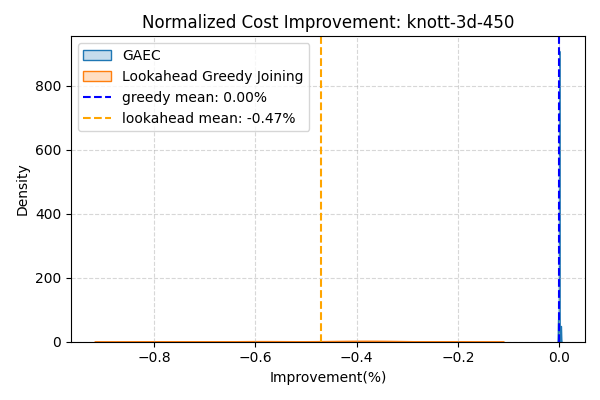 Normalized Cost Improvement: knott-3d-450
GAEC
Lookahead Greedy Joining
greedy mean: 0.00%
lookahead mean: -0.47%
Density
800
600
400
200
0
−0.8 −0.6 −0.4 −0.2 0.0
Improvement(%)